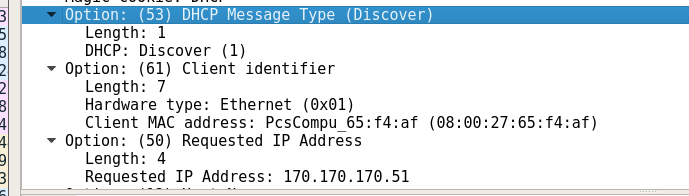 Option: (53) DHCP Message Type (Discover)
Length: 1
DHCP: Discover (1)
Option: (61) Client identifier
Length: 7
Hardware type: Ethernet (0x01)
Client MAC address: PcsCompu_65:f4:af (08:00:27:65:f4:af)
Option: (50) Requested IP Address
Length: 4
Requested IP Address: 170.170.170.51